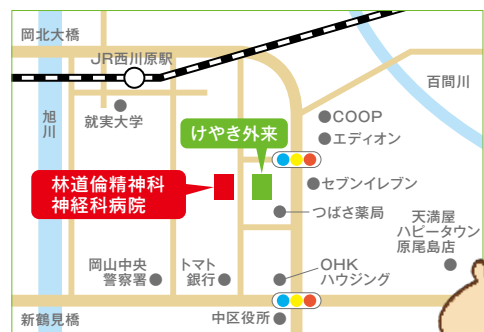 岡北大橋
JR西川原駅
百間川
旭川
就実大学
COOP
エディオン
けやき外来
林道倫精神科
神経科病院
セブンイレブン
つばさ薬局
天満屋
ハピータウン
原尾島店
岡山中央
警察署
トマト
銀行
OHK
ハウジング
新鶴見橋
中区役所